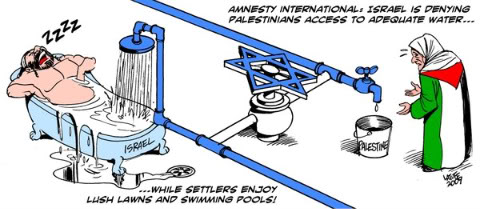 ZZZZ
AMNESTY INTERNATIONAL: ISRAEL IS DENYING
PALESTINIANS ACCESS TO ADEQUATE WATER...
ISRAEL
PALESTINE
...WHILE SETTLERS ENJOY
LUSH LAWNS AND SWIMMING POOLS!
2009